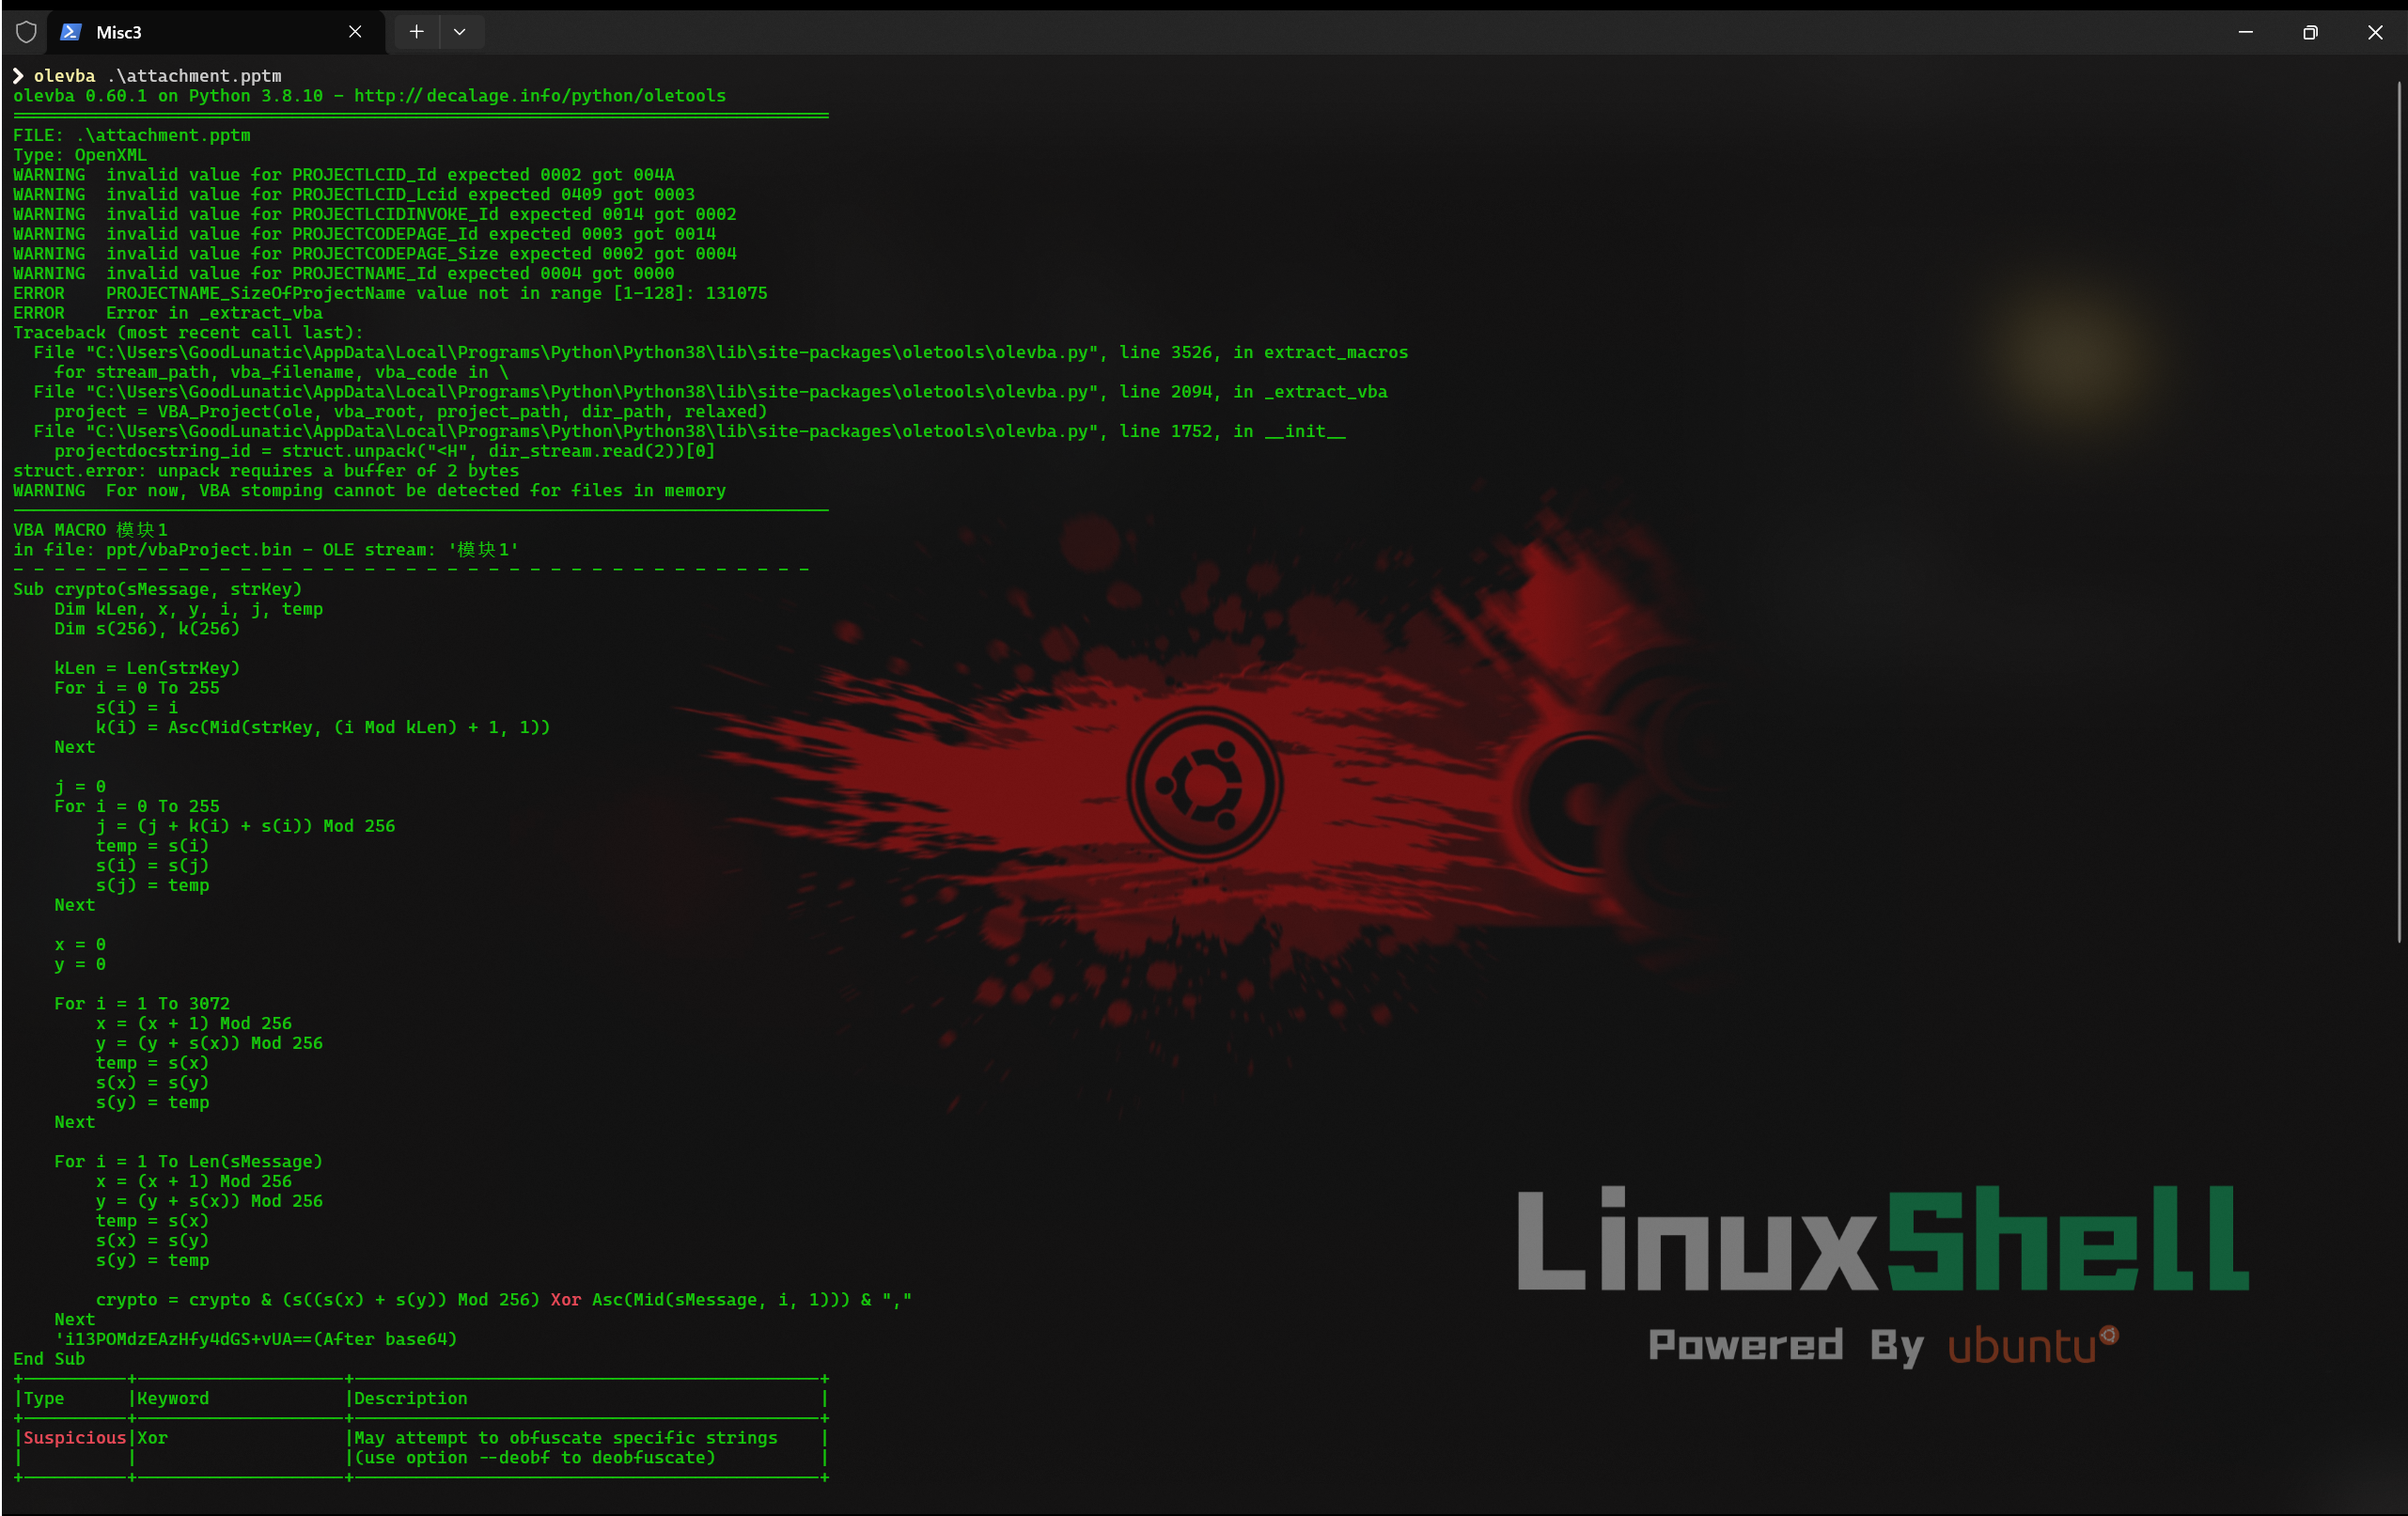 Misc3
❯ olevba .\attachment.pptm
olevba 0.60.1 on Python 3.8.10 - http://decalage.info/python/oletools
===============================================================================
FILE: .\attachment.pptm
Type: OpenXML
WARNING  invalid value for PROJECTLCID_Id expected 0002 got 004A
WARNING  invalid value for PROJECTLCID_Lcid expected 0409 got 0003
WARNING  invalid value for PROJECTLCIDINVOKE_Id expected 0014 got 0002
WARNING  invalid value for PROJECTCODEPAGE_Id expected 0003 got 0014
WARNING  invalid value for PROJECTCODEPAGE_Size expected 0002 got 0004
WARNING  invalid value for PROJECTNAME_Id expected 0004 got 0000
ERROR    PROJECTNAME_SizeOfProjectName value not in range [1-128]: 131075
ERROR    Error in _extract_vba
Traceback (most recent call last):
  File "C:\Users\GoodLunatic\AppData\Local\Programs\Python\Python38\lib\site-packages\oletools\olevba.py", line 3526, in extract_macros
    for stream_path, vba_filename, vba_code in \
  File "C:\Users\GoodLunatic\AppData\Local\Programs\Python\Python38\lib\site-packages\oletools\olevba.py", line 2094, in _extract_vba
    project = VBA_Project(ole, vba_root, project_path, dir_path, relaxed)
  File "C:\Users\GoodLunatic\AppData\Local\Programs\Python\Python38\lib\site-packages\oletools\olevba.py", line 1752, in __init__
    projectdocstring_id = struct.unpack("<H", dir_stream.read(2))[0]
struct.error: unpack requires a buffer of 2 bytes
WARNING  For now, VBA stomping cannot be detected for files in memory
-------------------------------------------------------------------------------
VBA MACRO 模块1
in file: ppt/vbaProject.bin - OLE stream: '模块1'
- - - - - - - - - - - - - - - - - - - - - - - - - - - - - - - - - - - - - - -
Sub crypto(sMessage, strKey)
    Dim kLen, x, y, i, j, temp
    Dim s(256), k(256)
    kLen = Len(strKey)
    For i = 0 To 255
        s(i) = i
        k(i) = Asc(Mid(strKey, (i Mod kLen) + 1, 1))
    Next
    j = 0
    For i = 0 To 255
        j = (j + k(i) + s(i)) Mod 256
        temp = s(i)
        s(i) = s(j)
        s(j) = temp
    Next
    x = 0
    y = 0
    For i = 1 To 3072
        x = (x + 1) Mod 256
        y = (y + s(x)) Mod 256
        temp = s(x)
        s(x) = s(y)
        s(y) = temp
    Next
    For i = 1 To Len(sMessage)
        x = (x + 1) Mod 256
        y = (y + s(x)) Mod 256
        temp = s(x)
        s(x) = s(y)
        s(y) = temp
        crypto = crypto & (s((s(x) + s(y)) Mod 256) Xor Asc(Mid(sMessage, i, 1))) & ","
    Next
    'i13POMdzEAzHfy4dGS+vUA==(After base64)
End Sub
+----------+--------------------+---------------------------------------------+
|Type      |Keyword             |Description                                  |
+----------+--------------------+---------------------------------------------+
|Suspicious|Xor                 |May attempt to obfuscate specific strings    |
|          |                    |(use option --deobf to deobfuscate)          |
+----------+--------------------+---------------------------------------------+
LinuxShell
Powered By ubuntu